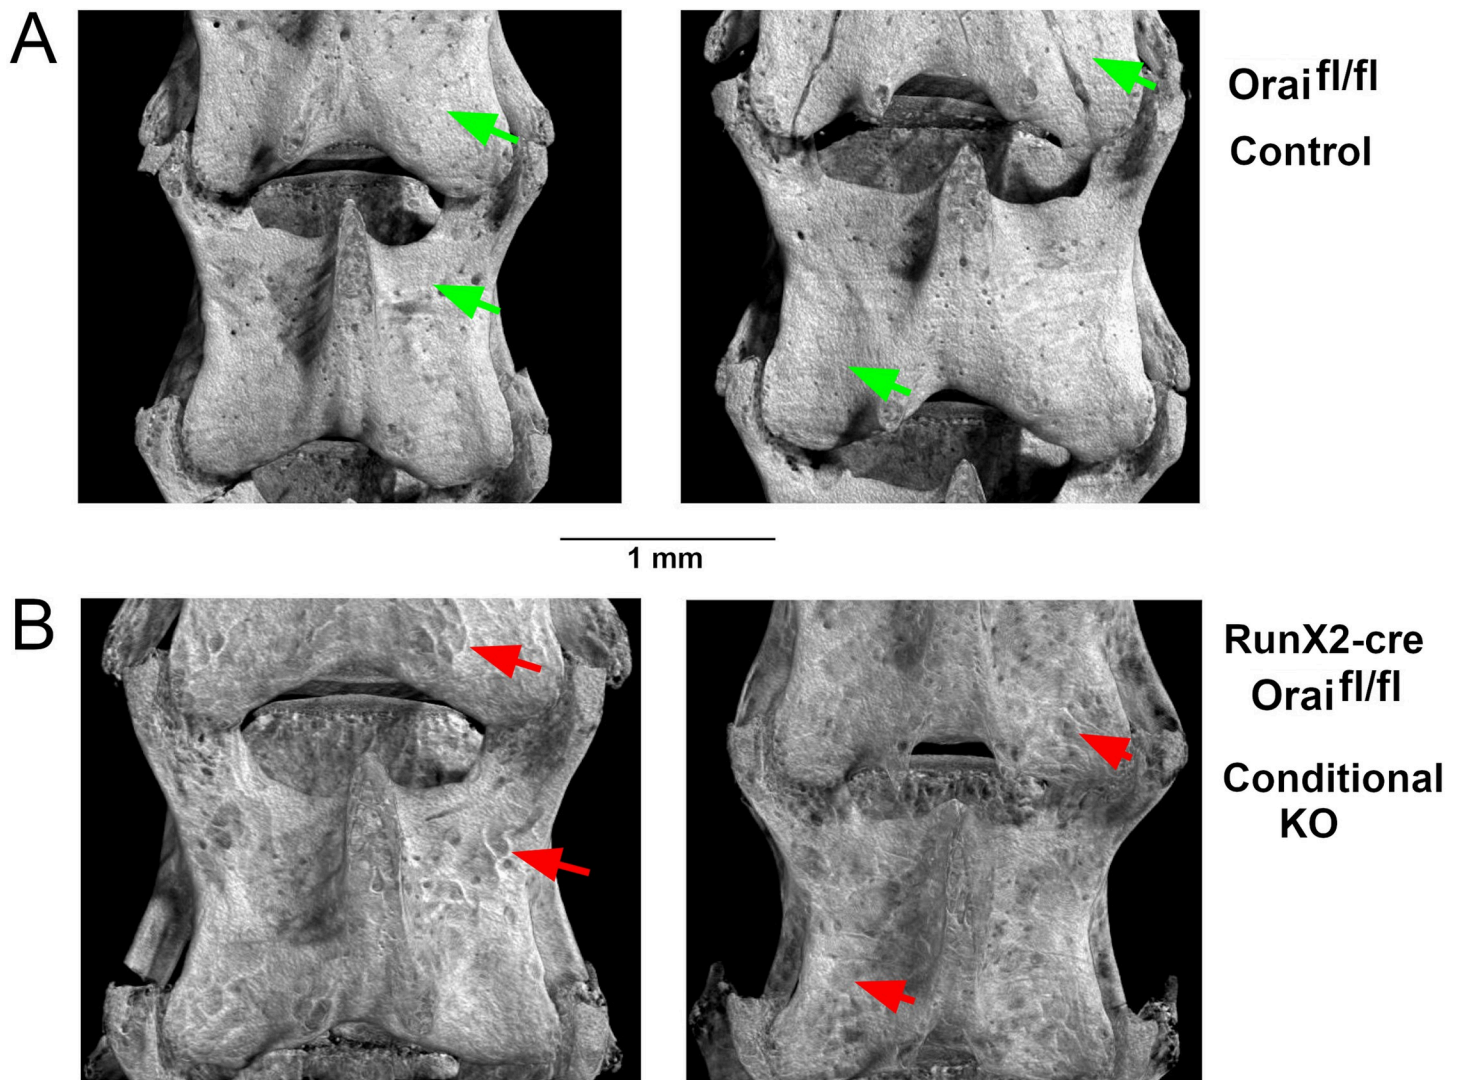 A
Orai fl/fl
Control
1 mm
B
RunX2-cre
Orai fl/fl
Conditional
KO